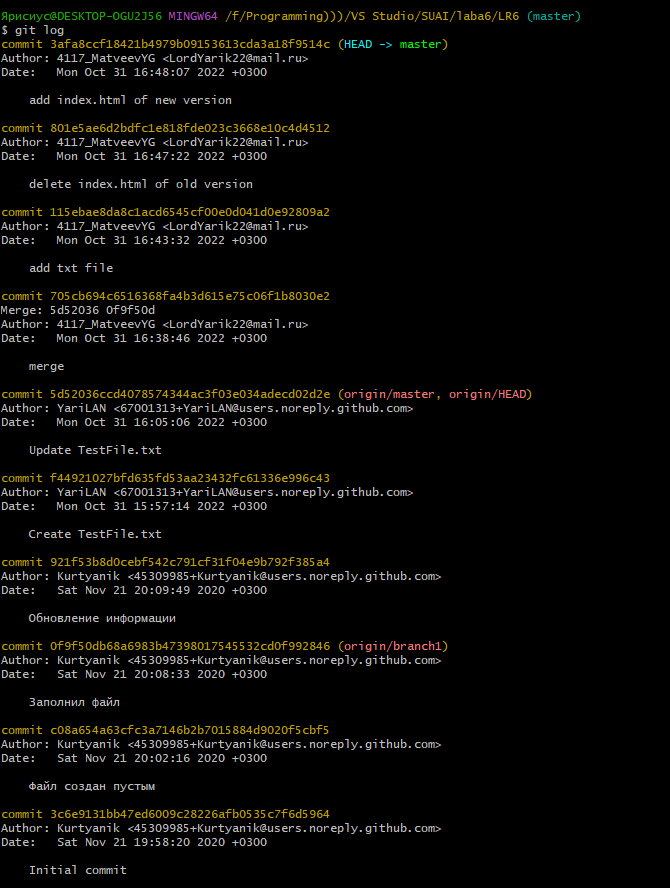 Ярисиус@DESKTOP-OGU2J56 MINGW64 /f/Programming)))/VS Studio/SUAI/laba6/LR6 (master)
$ git log
commit 3afa8ccf18421b4979b09153613cda3a18f9514c (HEAD -> master)
Author: 4117_MatveevYG <LordYarik22@mail.ru>
Date:   Mon Oct 31 16:48:07 2022 +0300
add index.html of new version
commit 801e5ae6d2bdfc1e818fde023c3668e10c4d4512
Author: 4117_MatveevYG <LordYarik22@mail.ru>
Date:   Mon Oct 31 16:47:22 2022 +0300
delete index.html of old version
commit 115ebae8da8c1acd6545cf00e0d041d0e92809a2
Author: 4117_MatveevYG <LordYarik22@mail.ru>
Date:   Mon Oct 31 16:43:32 2022 +0300
add txt file
commit 705cb694c6516368fa4b3d615e75c06f1b8030e2
Merge: 5d52036 0f9f50d
Author: 4117_MatveevYG <LordYarik22@mail.ru>
Date:   Mon Oct 31 16:38:46 2022 +0300
merge
commit 5d52036ccd4078574344ac3f03e034adecd02d2e (origin/master, origin/HEAD)
Author: YariLAN <67001313+YariLAN@users.noreply.github.com>
Date:   Mon Oct 31 16:05:06 2022 +0300
Update TestFile.txt
commit f44921027bfd635fd53aa23432fc61336e996c43
Author: YariLAN <67001313+YariLAN@users.noreply.github.com>
Date:   Mon Oct 31 15:57:14 2022 +0300
Create TestFile.txt
commit 921f53b8d0cebf542c791cf31f04e9b792f385a4
Author: Kurtyanik <45309985+Kurtyanik@users.noreply.github.com>
Date:   Sat Nov 21 20:09:49 2020 +0300
Обновление информации
commit 0f9f50db68a6983b47398017545532cd0f992846 (origin/branch1)
Author: Kurtyanik <45309985+Kurtyanik@users.noreply.github.com>
Date:   Sat Nov 21 20:08:33 2020 +0300
Заполнил файл
commit c08a654a63cfc3a7146b2b7015884d9020f5cbf5
Author: Kurtyanik <45309985+Kurtyanik@users.noreply.github.com>
Date:   Sat Nov 21 20:02:16 2020 +0300
Файл создан пустым
commit 3c6e9131bb47ed6009c28226afb0535c7f6d5964
Author: Kurtyanik <45309985+Kurtyanik@users.noreply.github.com>
Date:   Sat Nov 21 19:58:20 2020 +0300
Initial commit